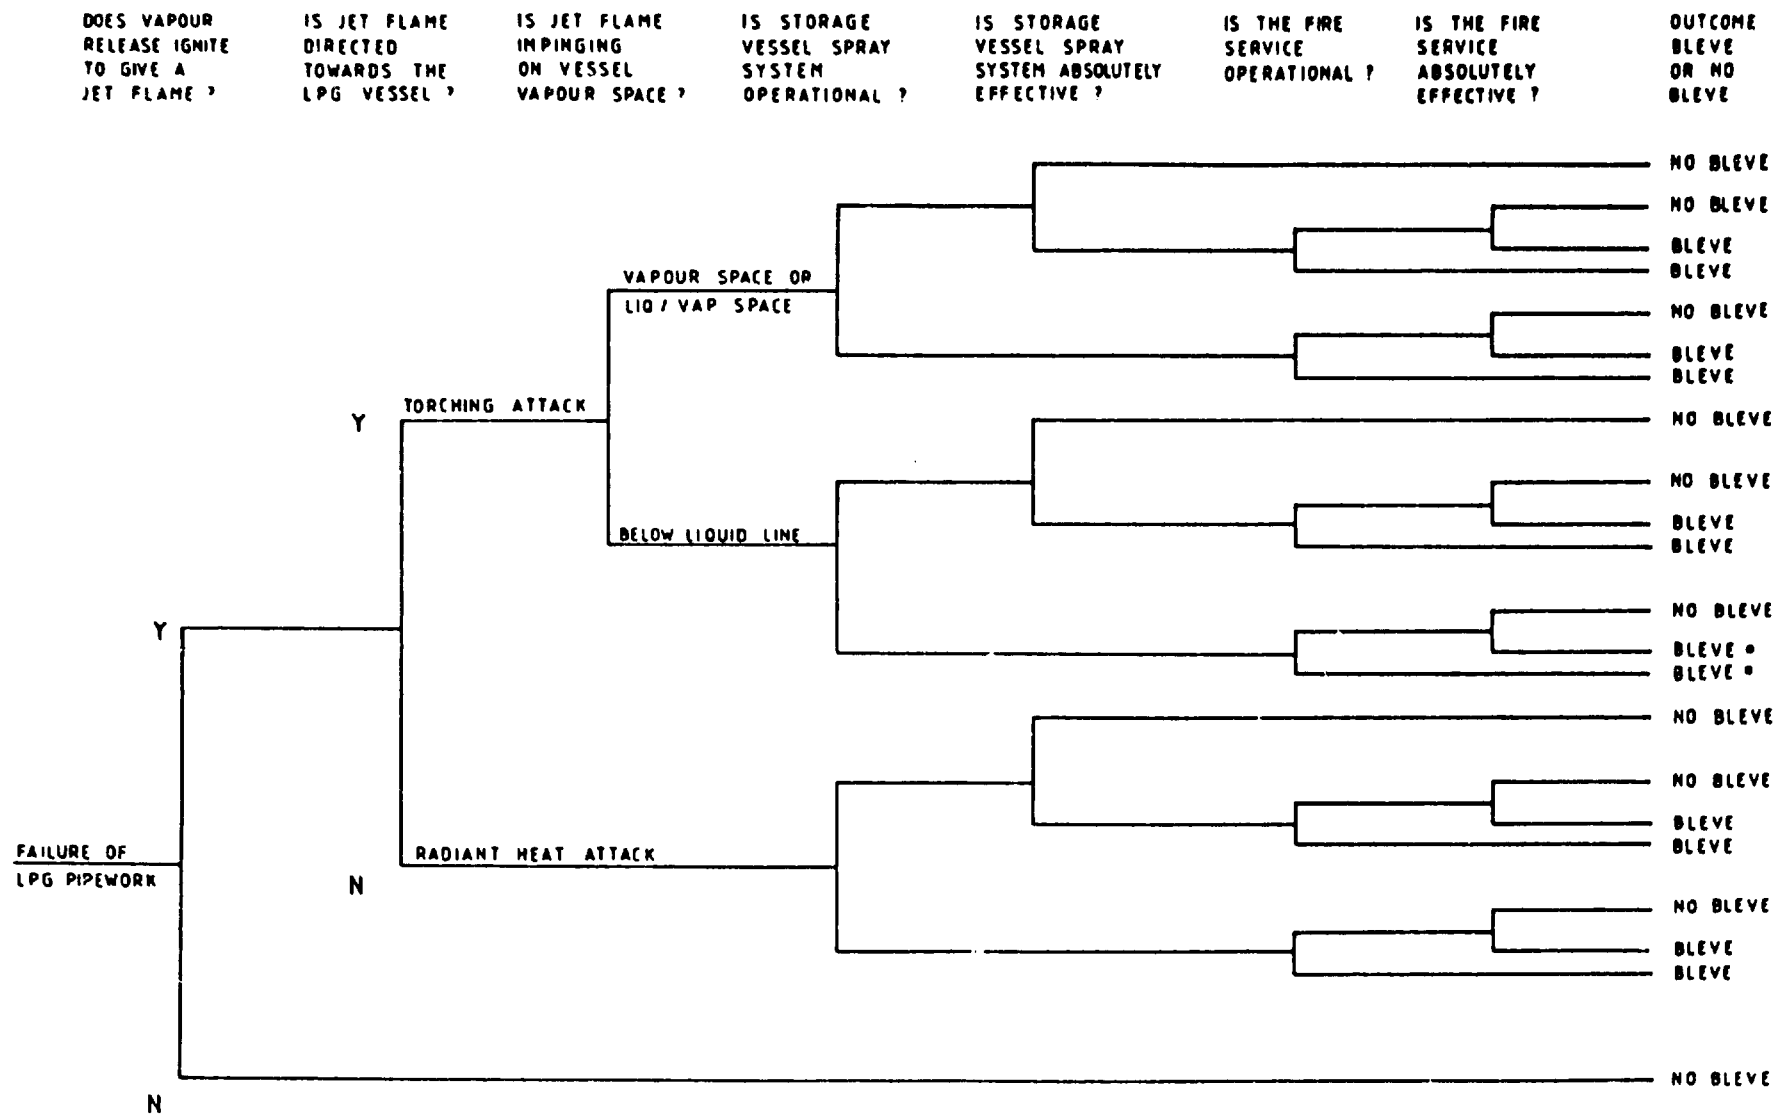 DOES VAPOUR
RELEASE IGNITE
TO GIVE A
JET FLAME ?
IS JET FLAME
DIRECTED
TOWARDS THE
LPG VESSEL ?
IS JET FLAME
IMPINGING
ON VESSEL
VAPOUR SPACE ?
IS STORAGE
VESSEL SPRAY
SYSTEM
OPERATIONAL ?
IS STORAGE
VESSEL SPRAY
SYSTEM ABSOLUTELY
EFFECTIVE ?
IS THE FIRE
SERVICE
OPERATIONAL ?
IS THE FIRE
SERVICE
ABSOLUTELY
EFFECTIVE ?
OUTCOME
BLEVE
OR NO
BLEVE
NO BLEVE
NO BLEVE
BLEVE
BLEVE
VAPOUR SPACE OR
LIQ / VAP SPACE
NO BLEVE
BLEVE
BLEVE
TORCHING ATTACK
Y
NO BLEVE
NO BLEVE
BLEVE
BLEVE
BELOW LIQUID LINE
NO BLEVE
BLEVE *
BLEVE *
Y
NO BLEVE
NO BLEVE
BLEVE
BLEVE
FAILURE OF
LPG PIPEWORK
RADIANT HEAT ATTACK
N
NO BLEVE
BLEVE
BLEVE
NO BLEVE
N